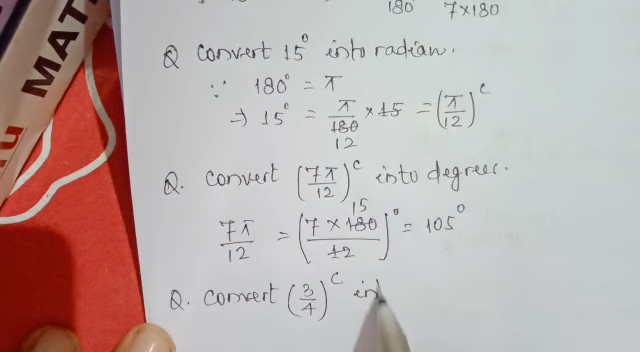 MATH
180 7×180
Q convert 15° into radian.
∵ 180° = π
⇒ 15° = π/180 × 15 = (π/12)ᶜ
12
Q. convert (7π/12)ᶜ into degrees.
15
7π/12 = (7 × 180/12)° = 105°
Q. convert (3/4)ᶜ in